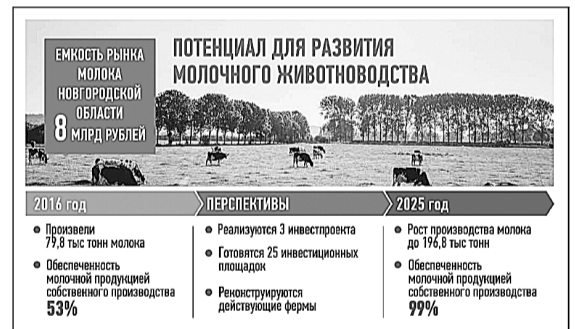 ЕМКОСТЬ РЫНКА
МОЛОКА
НОВГОРОДСКОЙ
ОБЛАСТИ
8 МЛРД РУБЛЕЙ
ПОТЕНЦИАЛ ДЛЯ РАЗВИТИЯ
МОЛОЧНОГО ЖИВОТНОВОДСТВА
2016 год
Произвели
79,8 тыс тонн молока
Обеспеченность
молочной продукцией
собственного производства
53%
ПЕРСПЕКТИВЫ
Реализуются 3 инвестпроекта
Готовятся 25 инвестиционных
площадок
Реконструируются
действующие фермы
2025 год
Рост производства молока
до 196,8 тыс тонн
Обеспеченность
молочной продукцией
собственного производства
99%